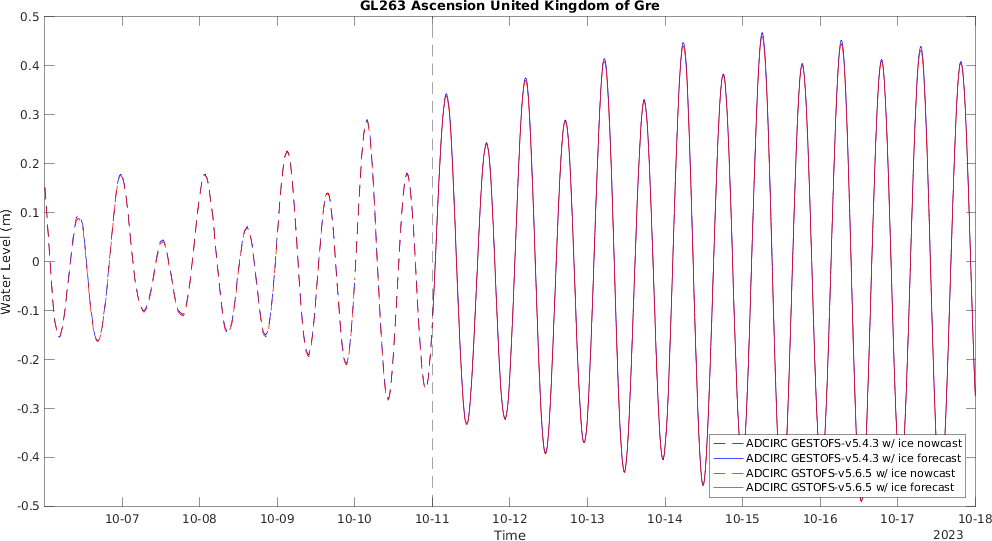 GL263 Ascension United Kingdom of Gre
0.5
0.4
0.3
0.2
0.1
0
-0.1
-0.2
-0.3
-0.4
-0.5
Water Level (m)
ADCIRC GESTOFS-v5.4.3 w/ ice nowcast
ADCIRC GESTOFS-v5.4.3 w/ ice forecast
ADCIRC GSTOFS-v5.6.5 w/ ice nowcast
ADCIRC GSTOFS-v5.6.5 w/ ice forecast
10-07 10-08 10-09 10-10 10-11 10-12 10-13 10-14 10-15 10-16 10-17 10-18
Time
2023